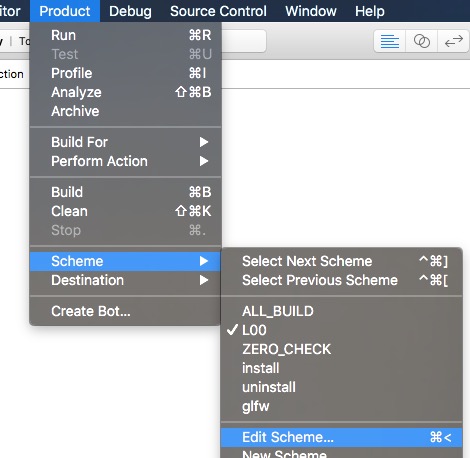 itor Product Debug Source Control Window Help
Run ⌘R
Test ⌘U
Profile ⌘I
Analyze ⇧⌘B
Archive
Build For ▶
Perform Action ▶
Build ⌘B
Clean ⇧⌘K
Stop ⌘.
Scheme ▶
Destination ▶
Create Bot...
y | To
ction
Select Next Scheme ^⌘]
Select Previous Scheme ^⌘[
ALL_BUILD
✓ L00
ZERO_CHECK
install
uninstall
glfw
Edit Scheme... ⌘<
New Scheme